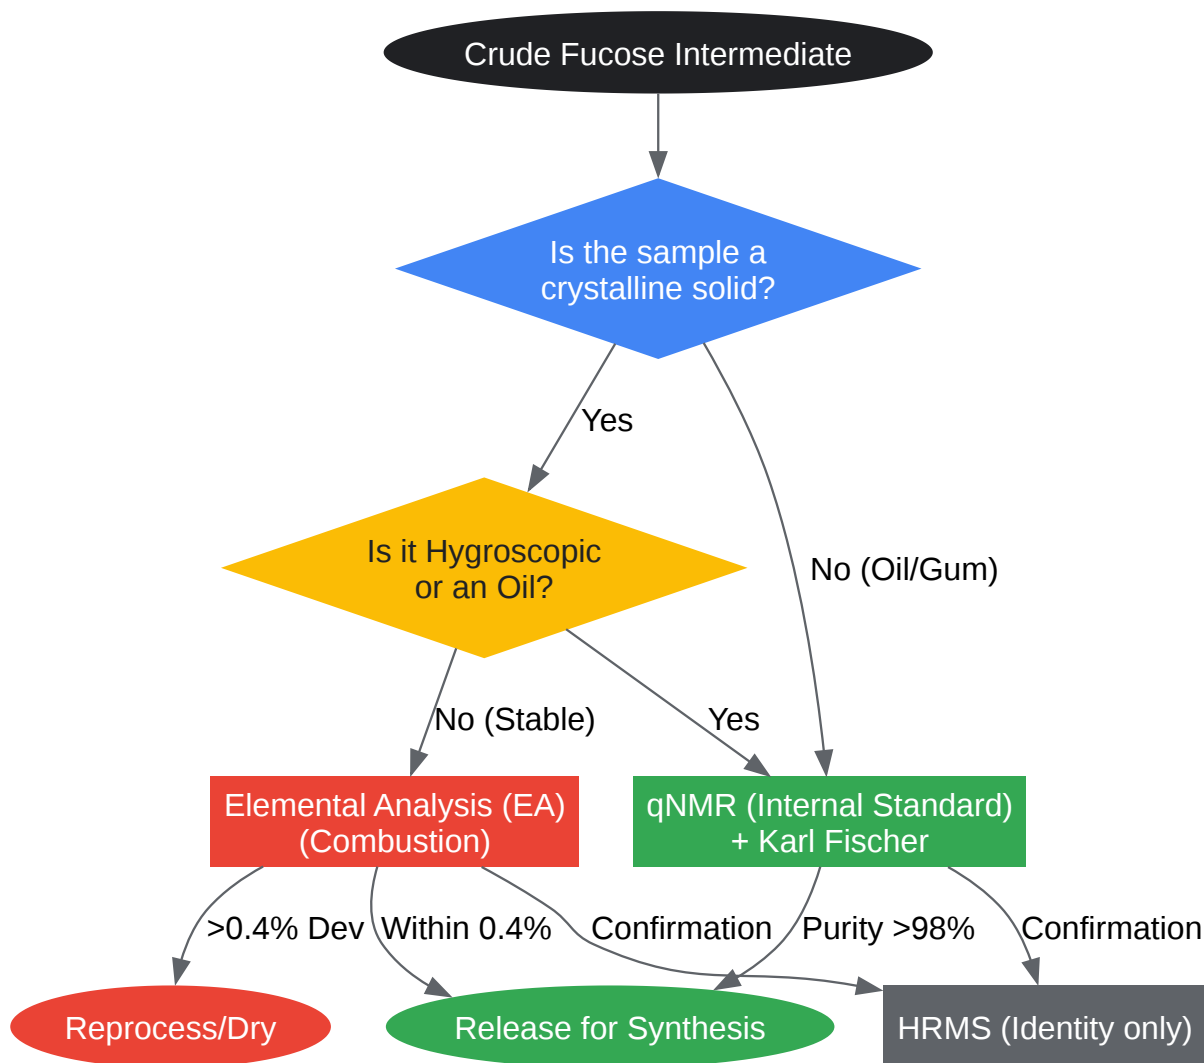 Crude Fucose Intermediate
Is the sample a
crystalline solid?
Yes
Is it Hygroscopic
or an Oil?
No (Oil/Gum)
No (Stable)
Yes
Elemental Analysis (EA)
(Combustion)
qNMR (Internal Standard)
+ Karl Fischer
>0.4% Dev
Within 0.4%
Confirmation
Purity >98%
Confirmation
Reprocess/Dry
Release for Synthesis
HRMS (Identity only)